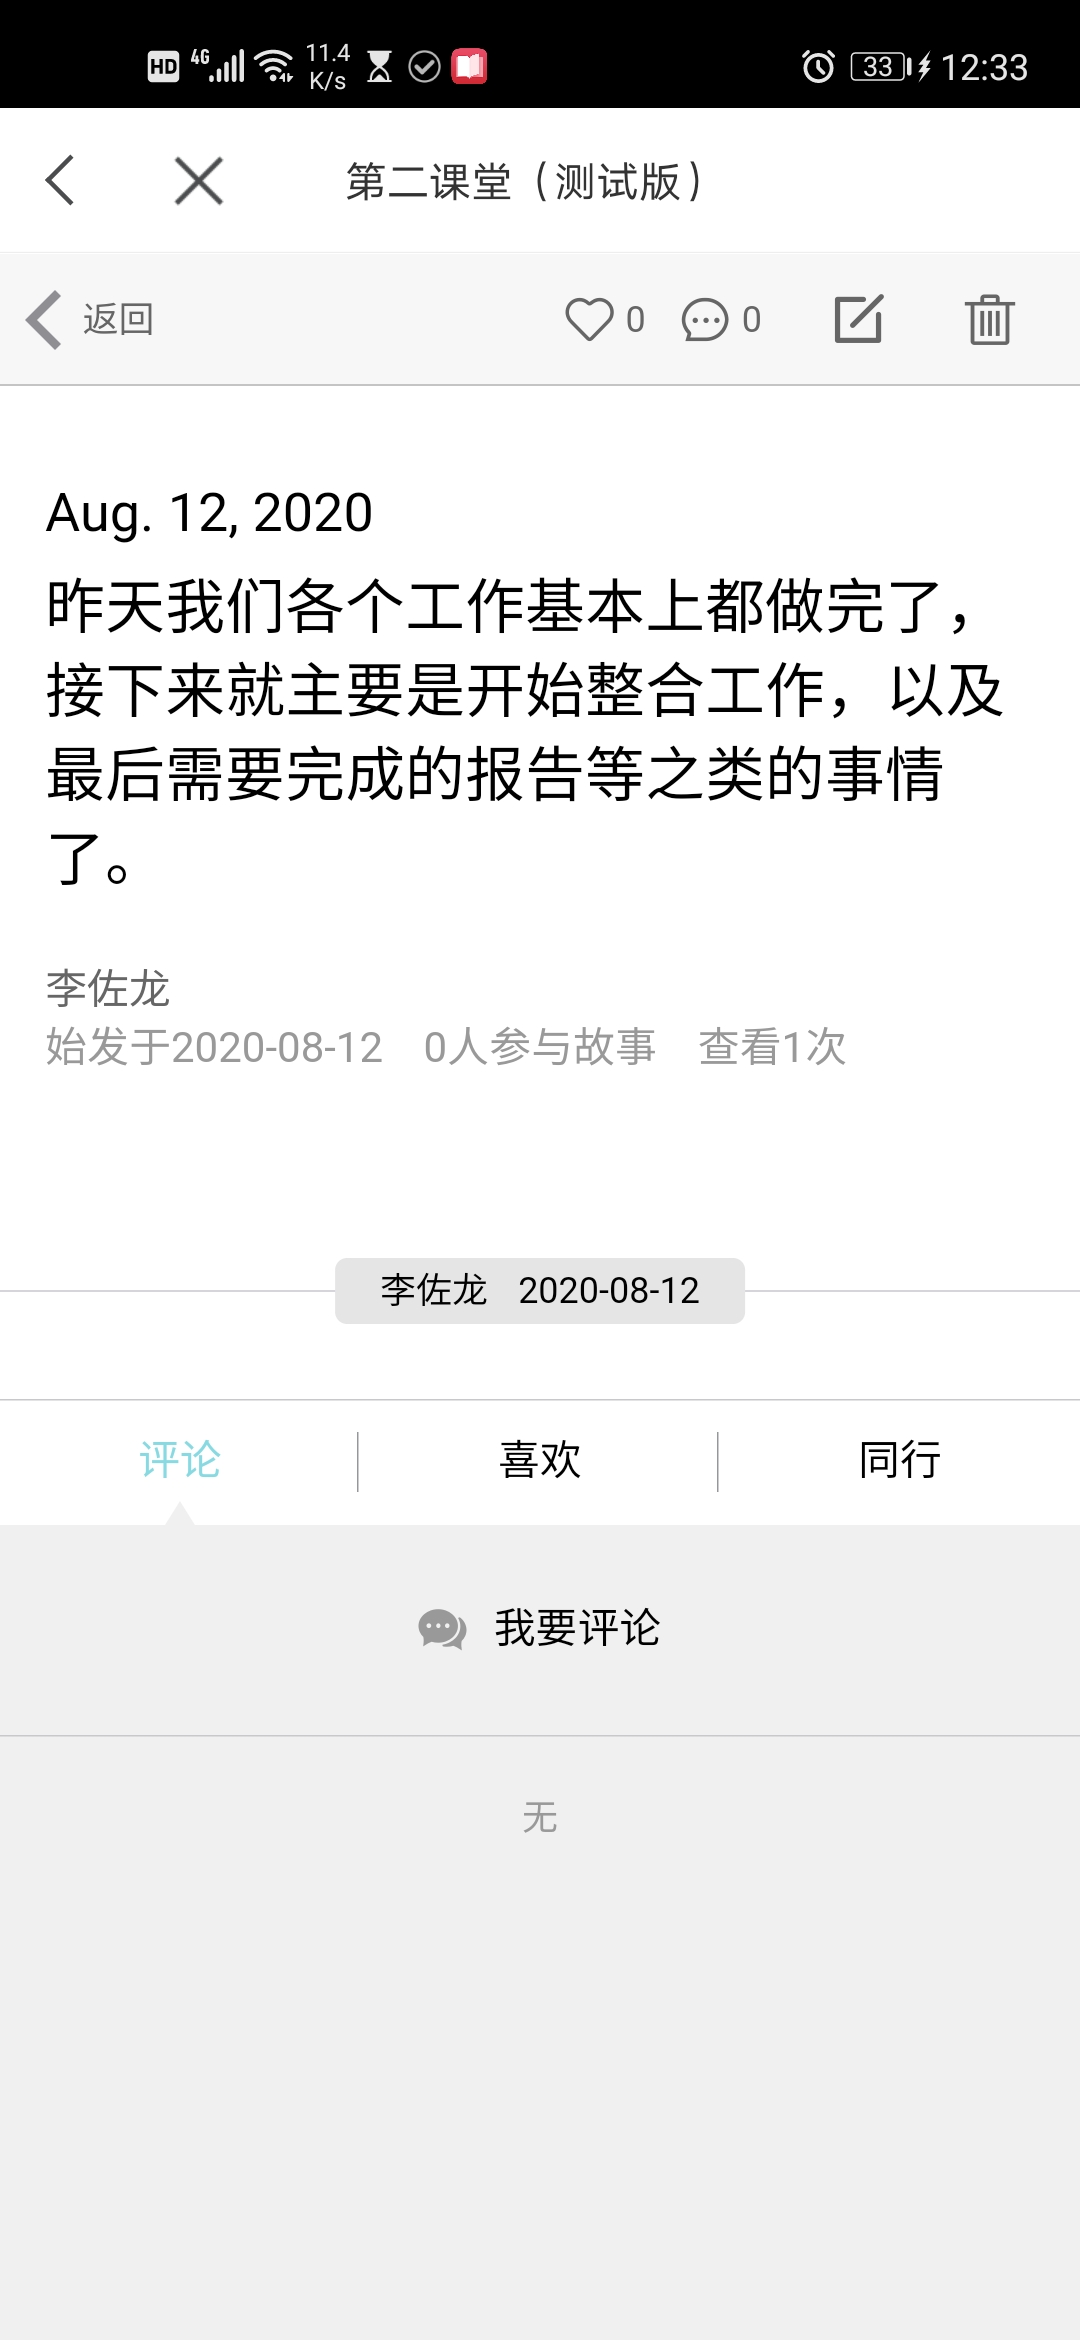 HD 4G 11.4 K/s 33 12:33
第二课堂（测试版）
返回 0 0
Aug. 12, 2020
昨天我们各个工作基本上都做完了，
接下来就主要是开始整合工作，以及
最后需要完成的报告等之类的事情
了。
李佐龙
始发于2020-08-12 0人参与故事 查看1次
李佐龙 2020-08-12
评论 喜欢 同行
我要评论
无